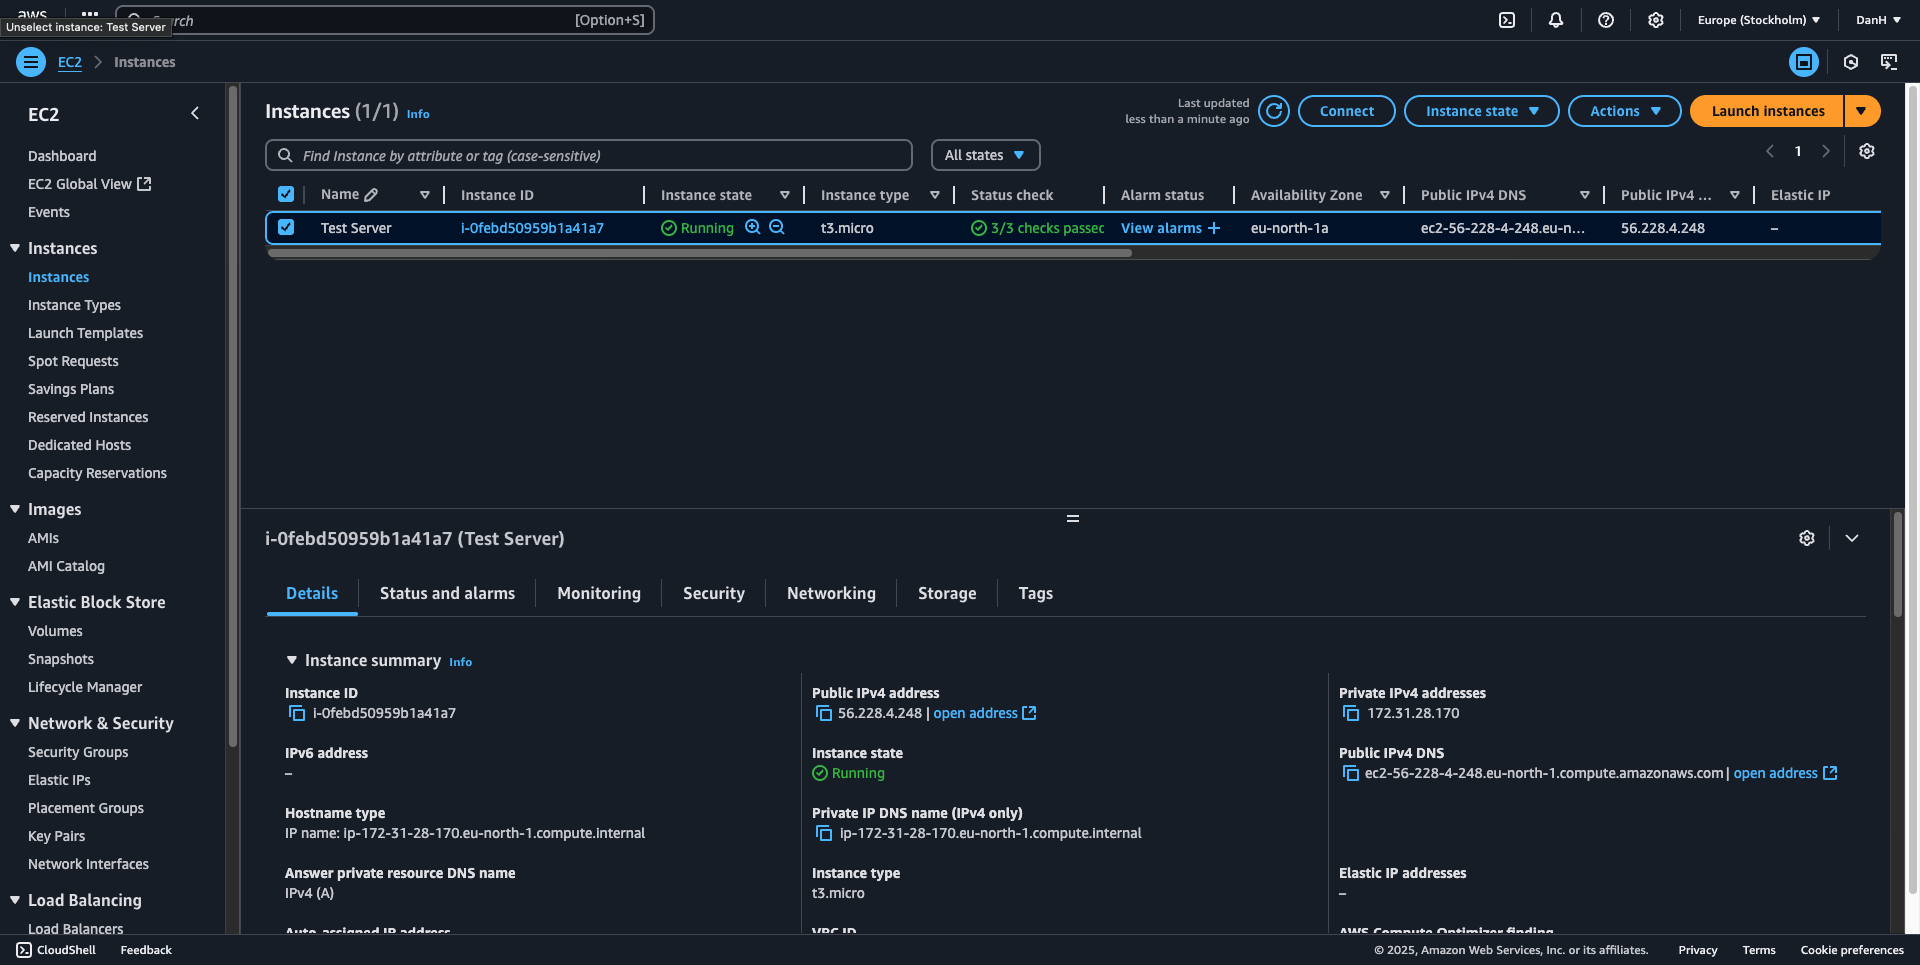 aws
Search [Option+S]
Unselect instance: Test Server
Europe (Stockholm)
DanH
EC2 Instances
EC2
Dashboard
EC2 Global View
Events
Instances
Instances
Instance Types
Launch Templates
Spot Requests
Savings Plans
Reserved Instances
Dedicated Hosts
Capacity Reservations
Images
AMIs
AMI Catalog
Elastic Block Store
Volumes
Snapshots
Lifecycle Manager
Network & Security
Security Groups
Elastic IPs
Placement Groups
Key Pairs
Network Interfaces
Load Balancing
Load Balancers
Instances (1/1) Info
Last updated
less than a minute ago
Connect
Instance state
Actions
Launch instances
Find Instance by attribute or tag (case-sensitive)
All states
1
Name Instance ID Instance state Instance type Status check Alarm status Availability Zone Public IPv4 DNS Public IPv4 ... Elastic IP
Test Server i-0febd50959b1a41a7 Running t3.micro 3/3 checks passec View alarms + eu-north-1a ec2-56-228-4-248.eu-n... 56.228.4.248 –
i-0febd50959b1a41a7 (Test Server)
Details Status and alarms Monitoring Security Networking Storage Tags
Instance summary Info
Instance ID
i-0febd50959b1a41a7
Public IPv4 address
56.228.4.248 | open address
Private IPv4 addresses
172.31.28.170
IPv6 address
–
Instance state
Running
Public IPv4 DNS
ec2-56-228-4-248.eu-north-1.compute.amazonaws.com | open address
Hostname type
IP name: ip-172-31-28-170.eu-north-1.compute.internal
Private IP DNS name (IPv4 only)
ip-172-31-28-170.eu-north-1.compute.internal
Answer private resource DNS name
IPv4 (A)
Instance type
t3.micro
Elastic IP addresses
–
Auto-assigned IP address
VPC ID
AWS Compute Optimizer finding
CloudShell
Feedback
© 2025, Amazon Web Services, Inc. or its affiliates.
Privacy
Terms
Cookie preferences